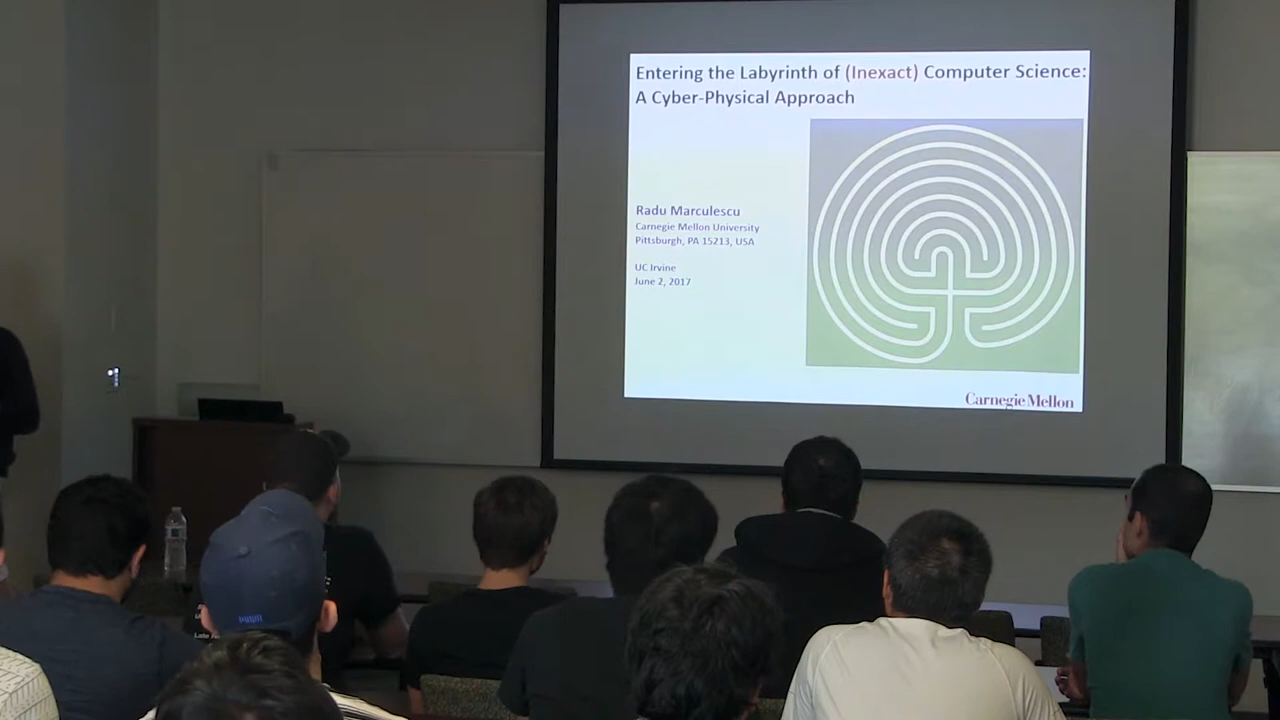 Entering the Labyrinth of (Inexact) Computer Science:
A Cyber-Physical Approach
Radu Marculescu
Carnegie Mellon University
Pittsburgh, PA 15213, USA
UC Irvine
June 2, 2017
Carnegie Mellon